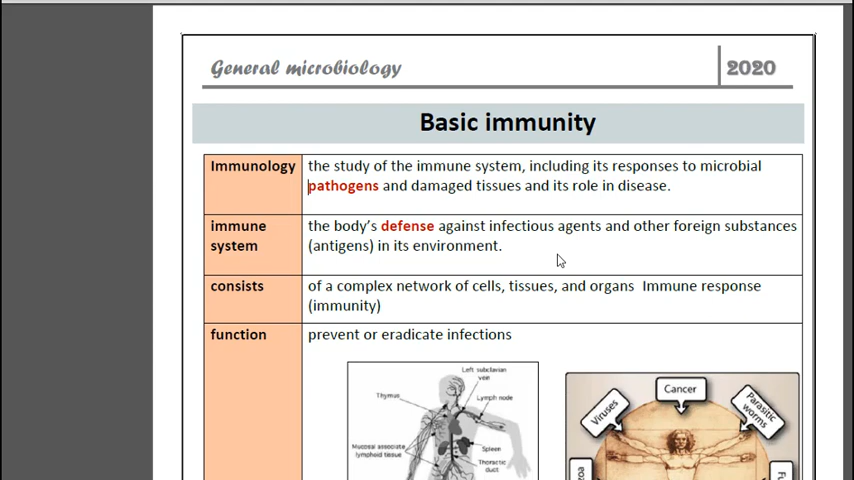 General microbiology
2020
Basic immunity
Immunology
the study of the immune system, including its responses to microbial
pathogens and damaged tissues and its role in disease.
immune
system
the body's defense against infectious agents and other foreign substances
(antigens) in its environment.
consists
of a complex network of cells, tissues, and organs Immune response
(immunity)
function
prevent or eradicate infections
Left subclavian
vein
Thymus
Lymph node
Mucosal associate
lymphoid tissue
Spleen
Thoracic
duct
Cancer
Viruses
Parasitic
worms